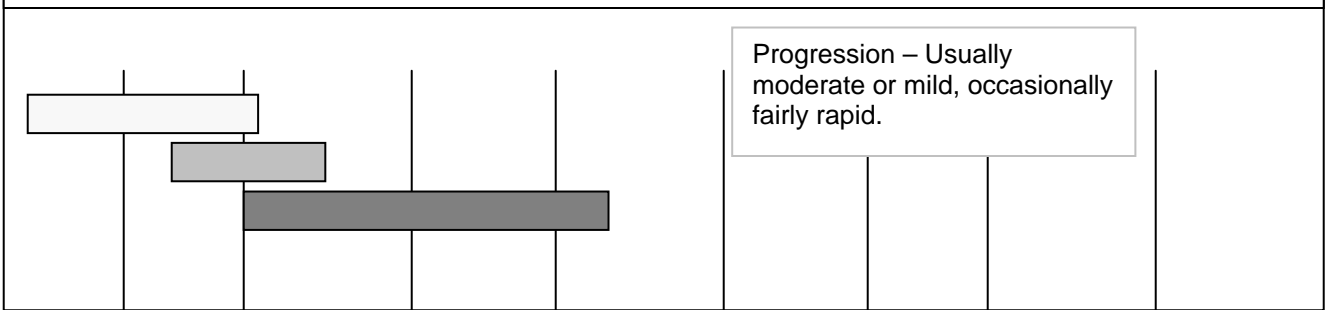 Progression – Usually
moderate or mild, occasionally
fairly rapid.